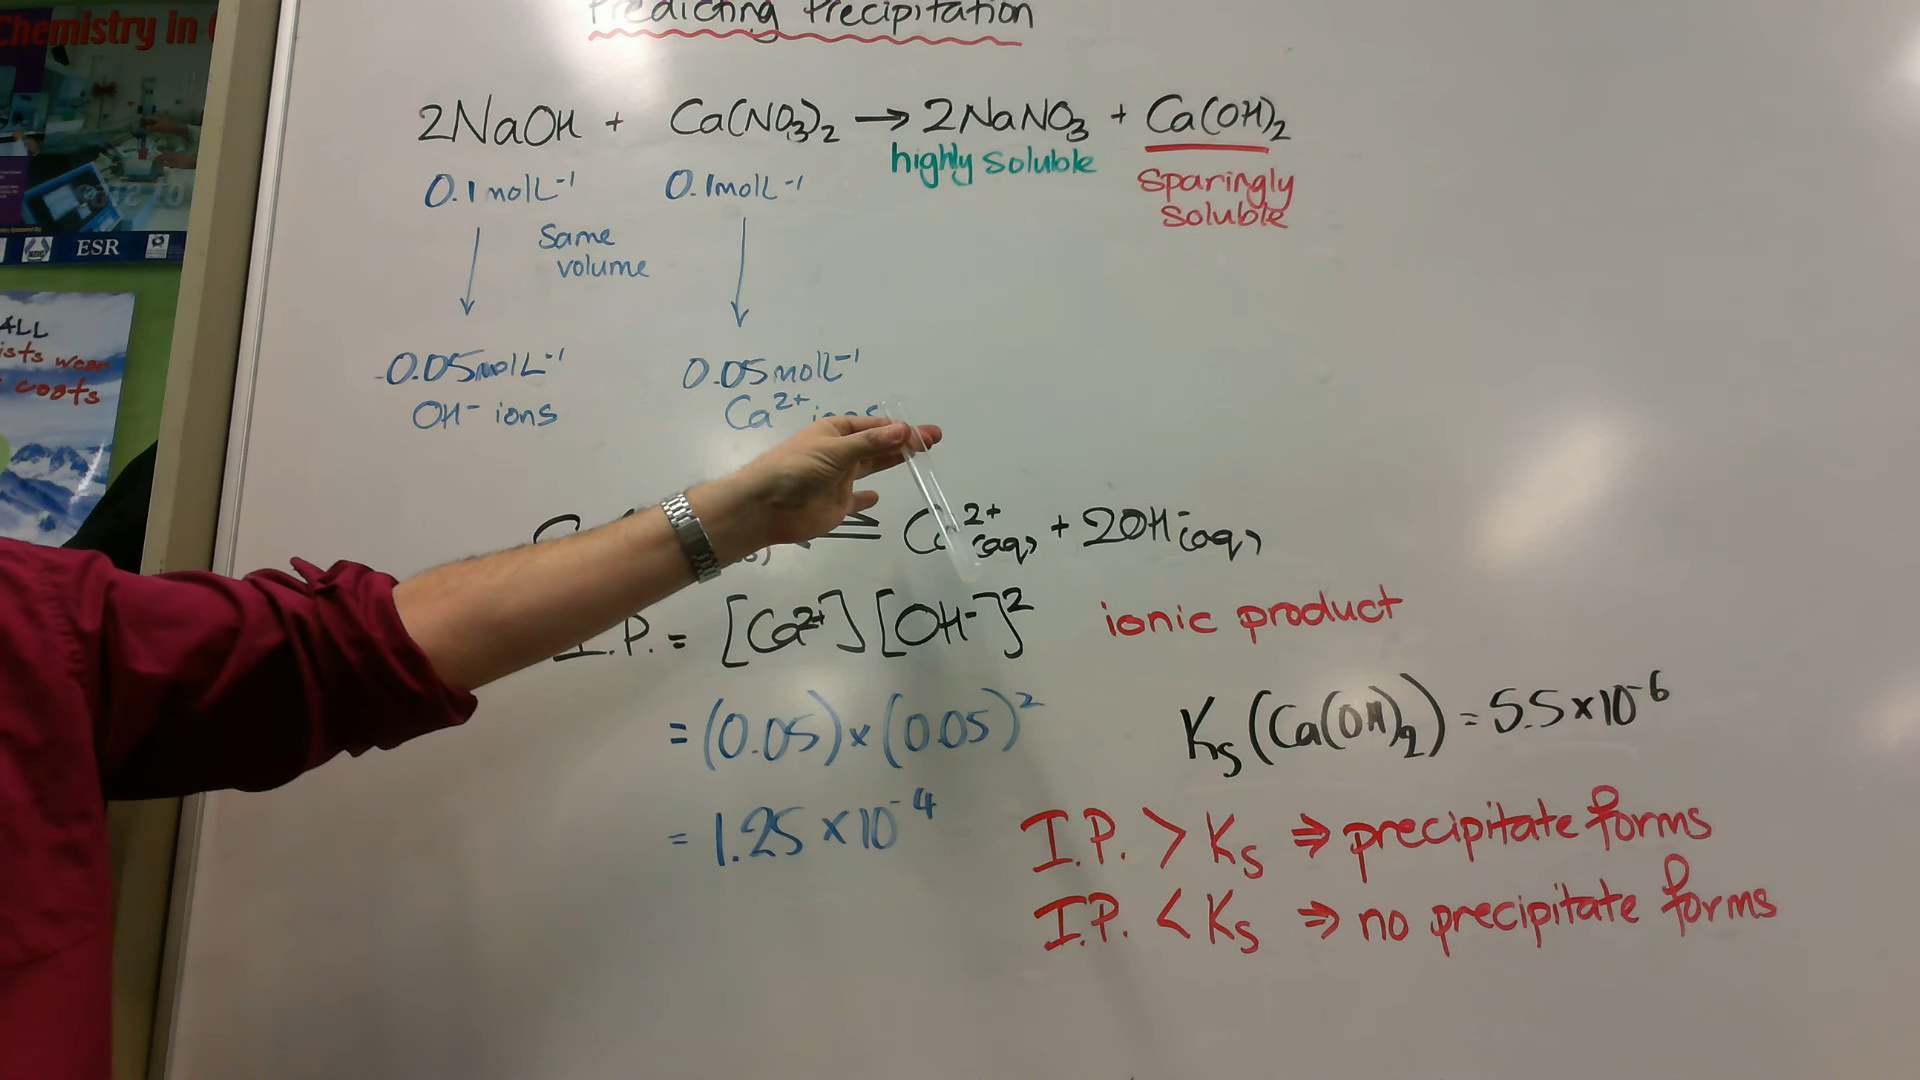 Chemistry in
Predicting Precipitation
2NaOH + Ca(NO₃)₂ → 2NaNO₃ + Ca(OH)₂
highly soluble
sparingly
soluble
0.1molL⁻¹ 0.1molL⁻¹
Same
volume
ESR
0.05molL⁻¹ 0.05molL⁻¹
OH⁻ ions Ca²⁺ ions
ALL
ists wear
coats
²⁺(aq) + 2OH⁻(aq)
I.P. = [Ca²⁺][OH⁻]² ionic product
= (0.05)×(0.05)²
Ks (Ca(OH)₂) = 5.5×10⁻⁶
= 1.25×10⁻⁴
I.P. > Ks ⇒ precipitate forms
I.P. < Ks ⇒ no precipitate forms